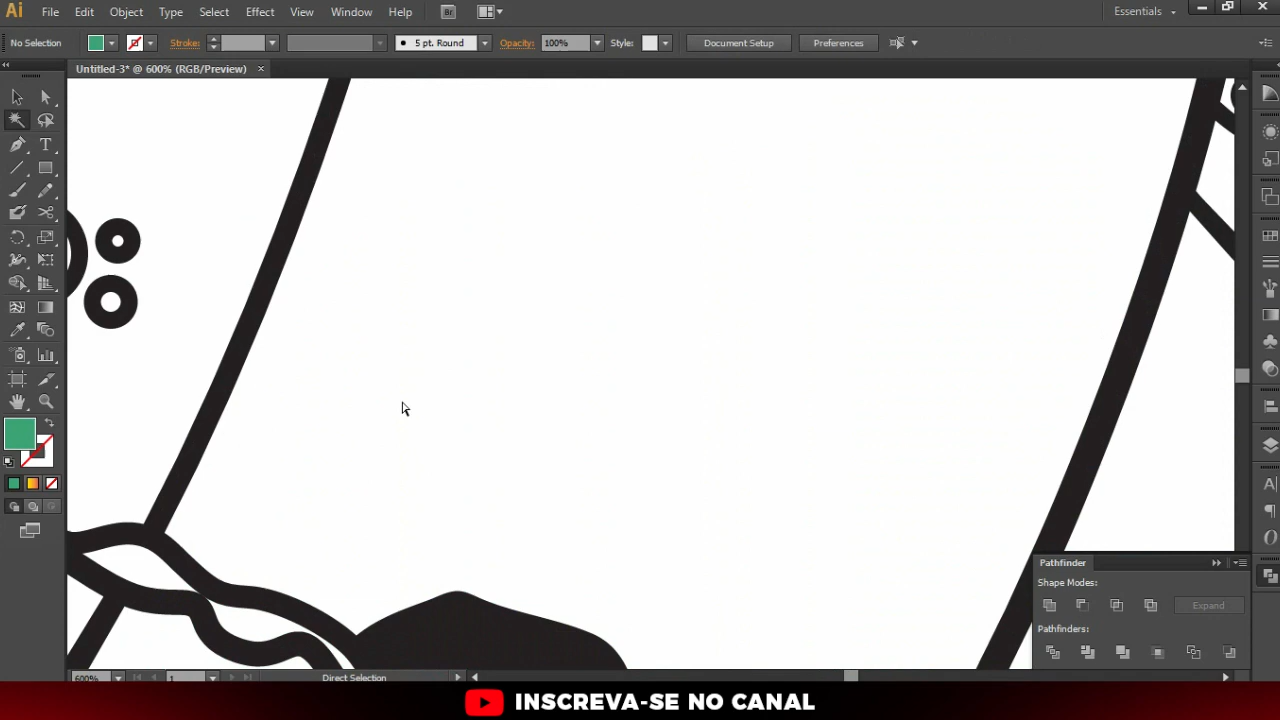 Ai File Edit Object Type Select Effect View Window Help Br Essentials
No Selection Stroke: 5 pt. Round Opacity: 100% Style: Document Setup Preferences
Untitled-3* @ 600% (RGB/Preview)
Pathfinder
Shape Modes:
Expand
Pathfinders:
600% 1 Direct Selection
INSCREVA-SE NO CANAL